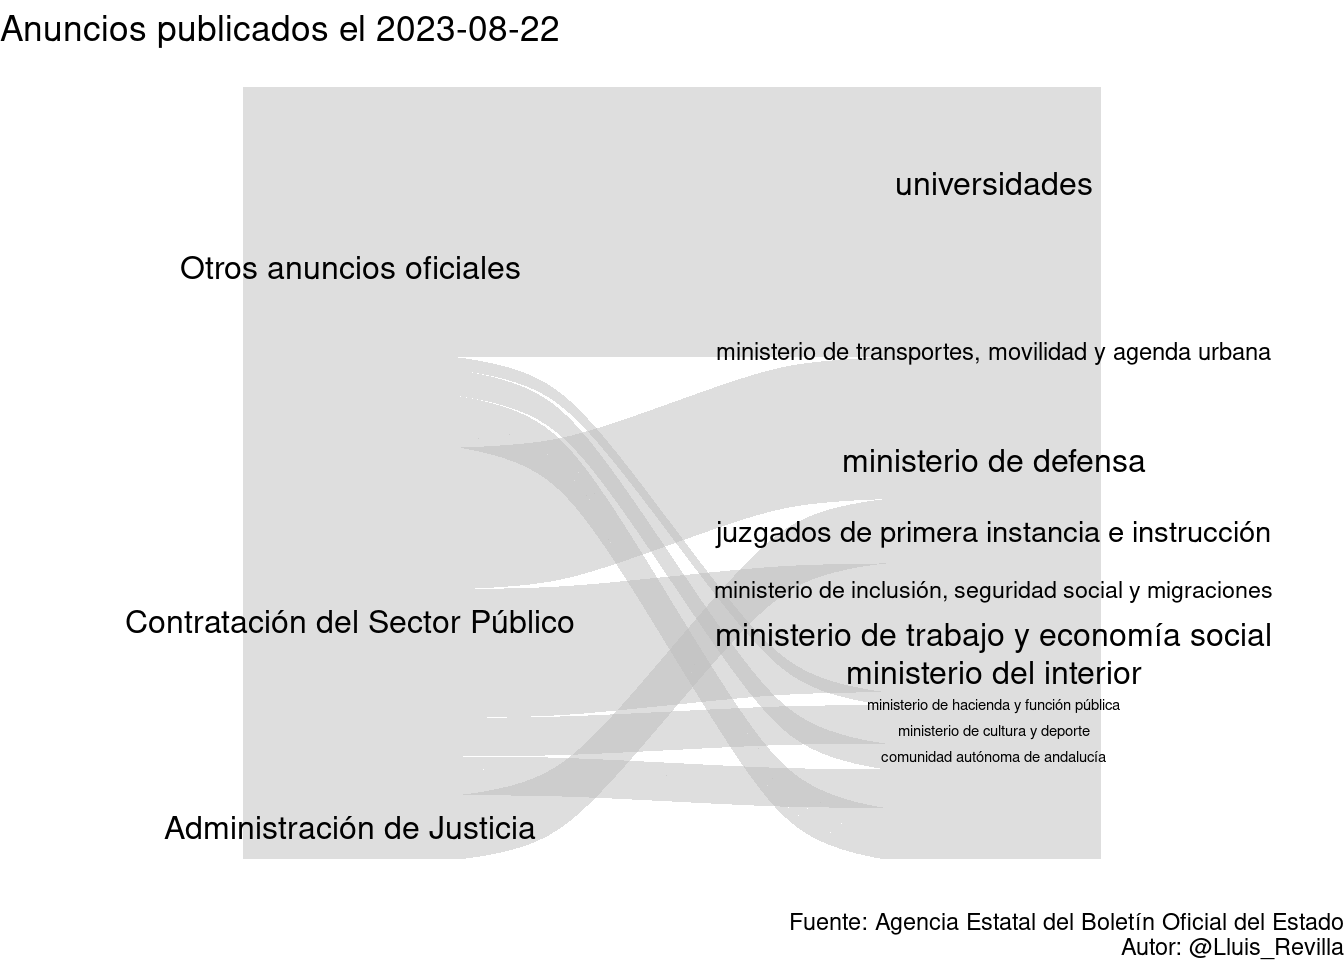 Anuncios publicados el 2023-08-22
universidades
Otros anuncios oficiales
ministerio de transportes, movilidad y agenda urbana
ministerio de defensa
juzgados de primera instancia e instrucción
ministerio de inclusión, seguridad social y migraciones
Contratación del Sector Público
ministerio de trabajo y economía social
ministerio del interior
ministerio de hacienda y función pública
ministerio de cultura y deporte
comunidad autónoma de andalucía
Administración de Justicia
Fuente: Agencia Estatal del Boletín Oficial del Estado
Autor: @Lluis_Revilla